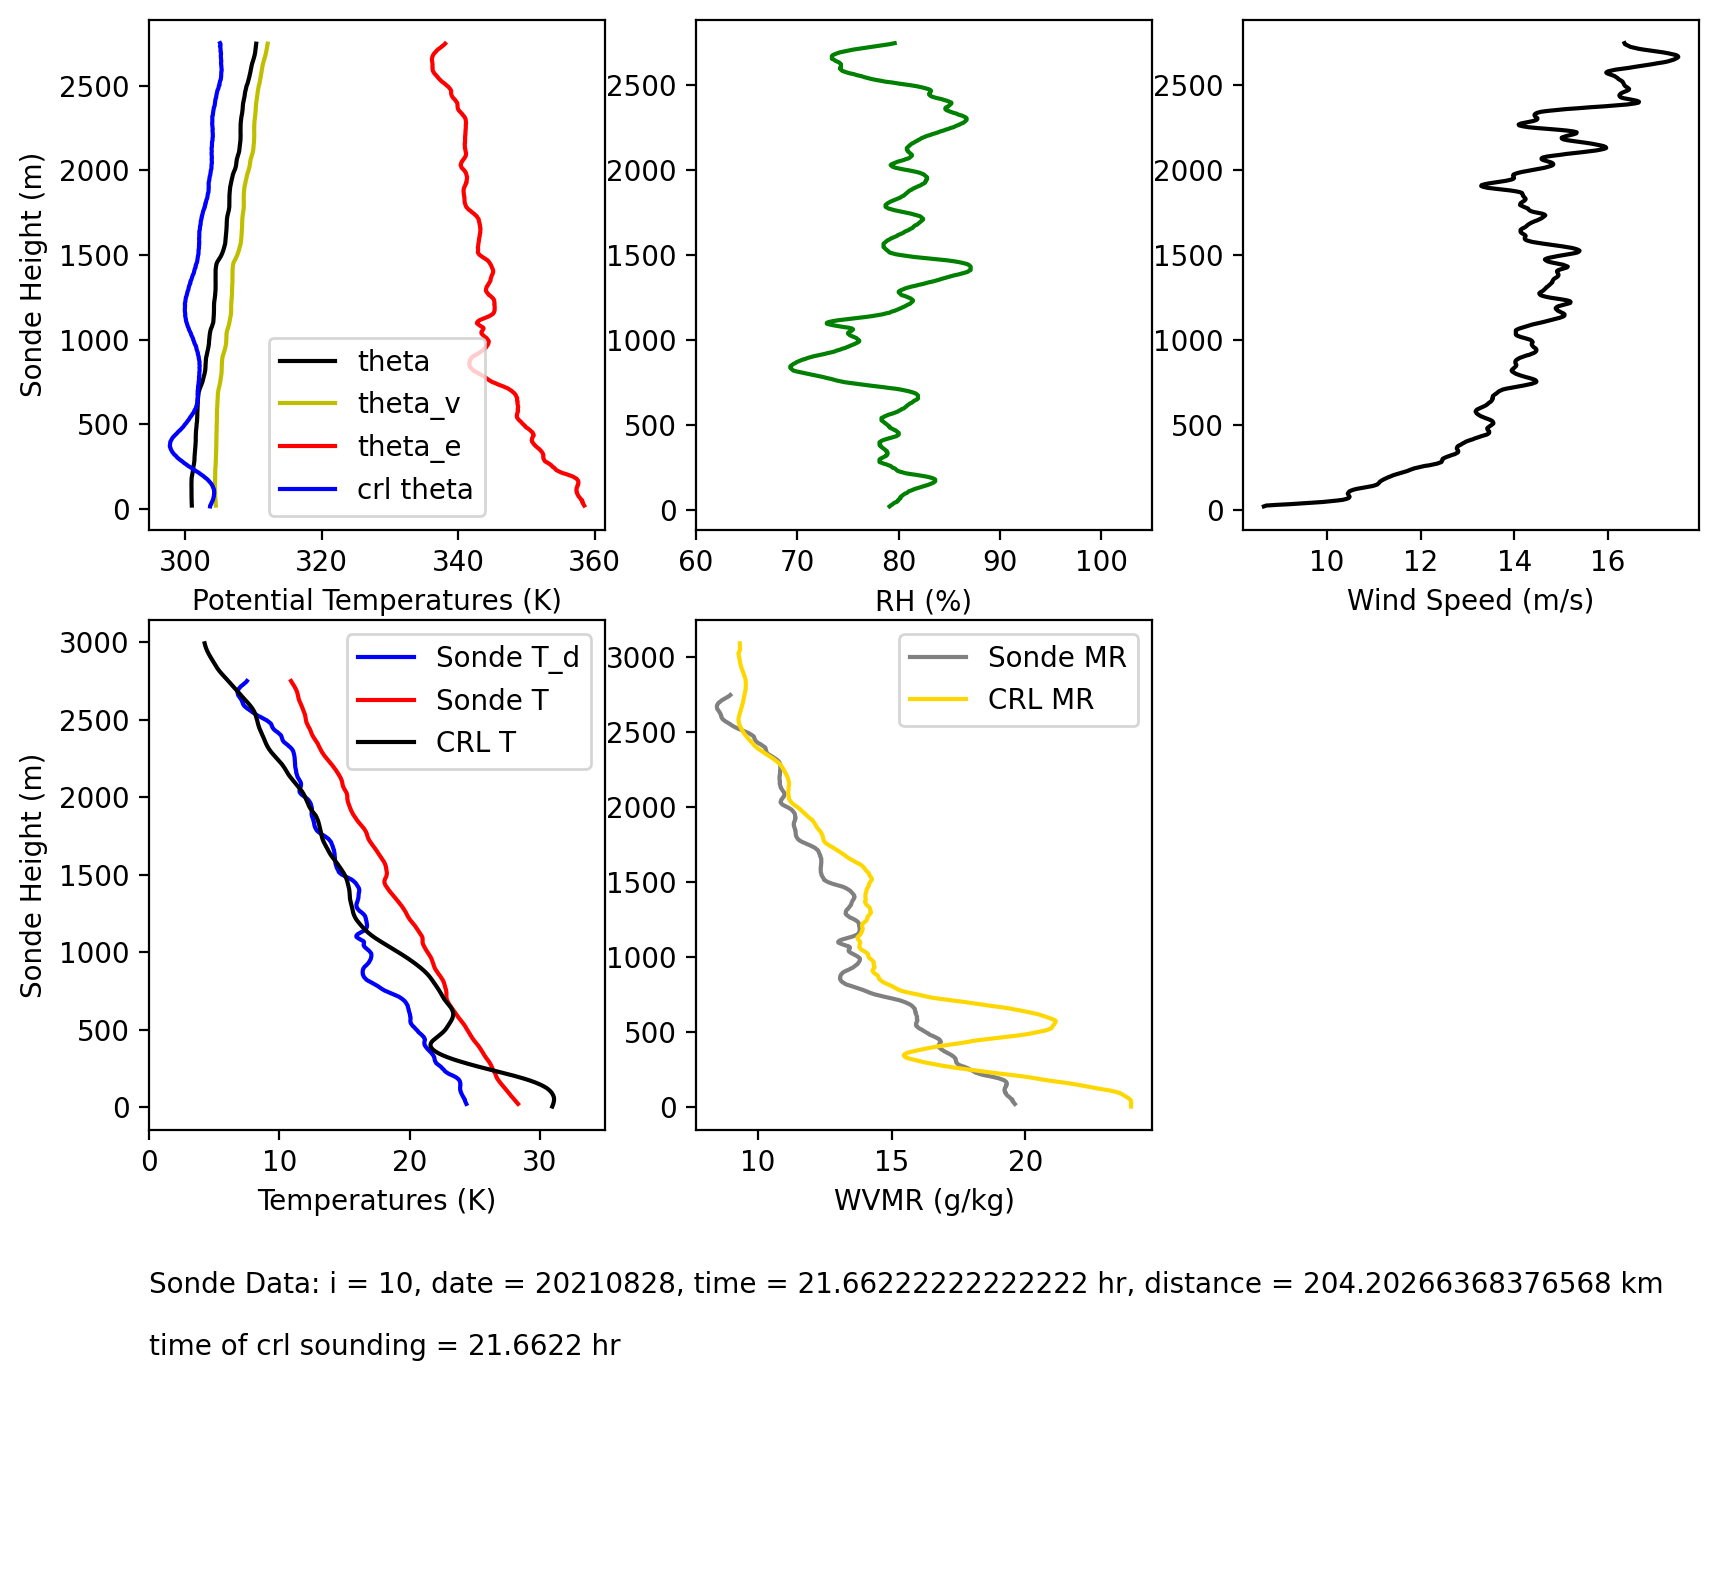 Sonde Height (m)
2500
2000
1500
1000
500
0
300
320
340
360
Potential Temperatures (K)
theta
theta_v
theta_e
crl theta
2500
2000
1500
1000
500
0
60
70
80
90
100
RH (%)
2500
2000
1500
1000
500
0
10
12
14
16
Wind Speed (m/s)
Sonde Height (m)
3000
2500
2000
1500
1000
500
0
0
10
20
30
Temperatures (K)
Sonde T_d
Sonde T
CRL T
3000
2500
2000
1500
1000
500
0
10
15
20
WVMR (g/kg)
Sonde MR
CRL MR
Sonde Data: i = 10, date = 20210828, time = 21.66222222222222 hr, distance = 204.20266368376568 km
time of crl sounding = 21.6622 hr